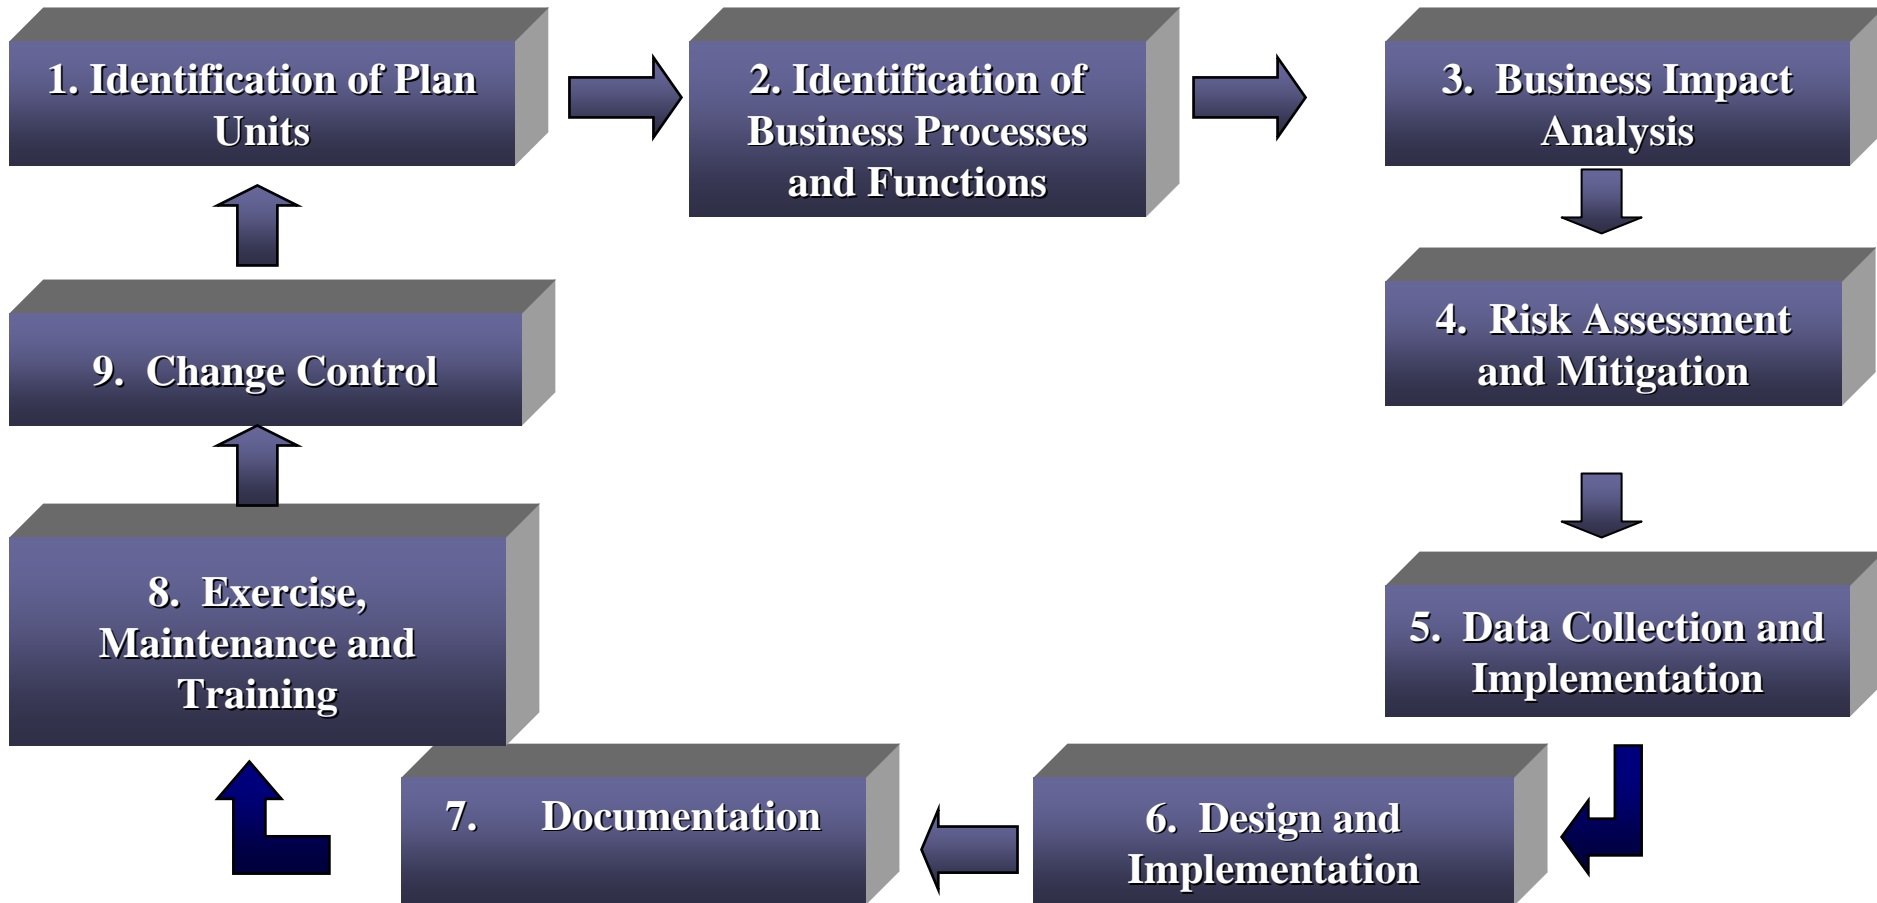 1. Identification of Plan
Units
2. Identification of
Business Processes
and Functions
3. Business Impact
Analysis
4. Risk Assessment
and Mitigation
5. Data Collection and
Implementation
6. Design and
Implementation
7. Documentation
8. Exercise,
Maintenance and
Training
9. Change Control